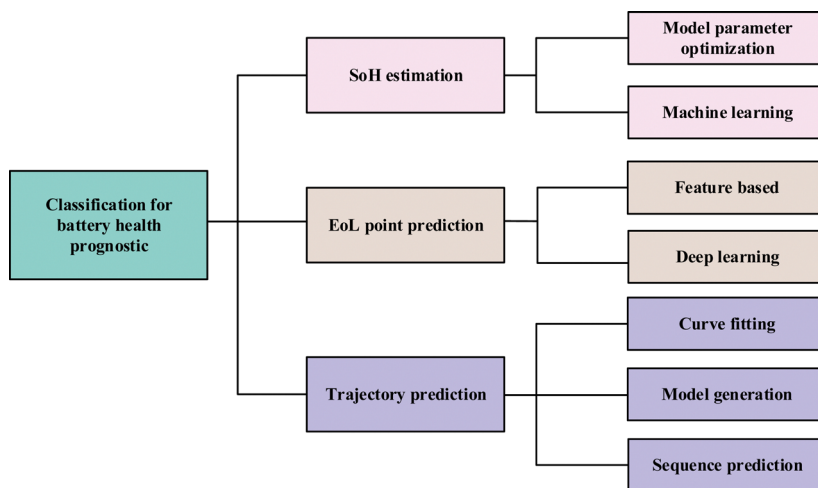 Classification for
battery health
prognostic
SoH estimation
Model parameter
optimization
Machine learning
EoL point prediction
Feature based
Deep learning
Trajectory prediction
Curve fitting
Model generation
Sequence prediction